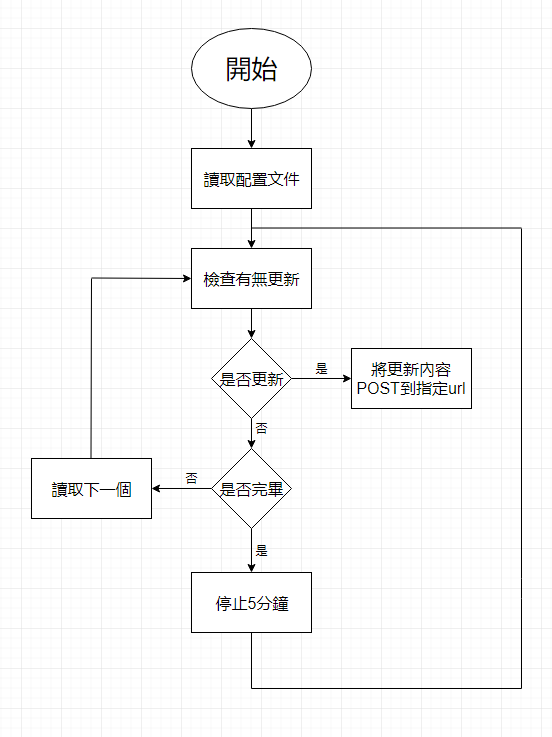 開始
讀取配置文件
檢查有無更新
是否更新
是
將更新內容
POST到指定url
否
是否完畢
否
讀取下一個
是
停止5分鐘